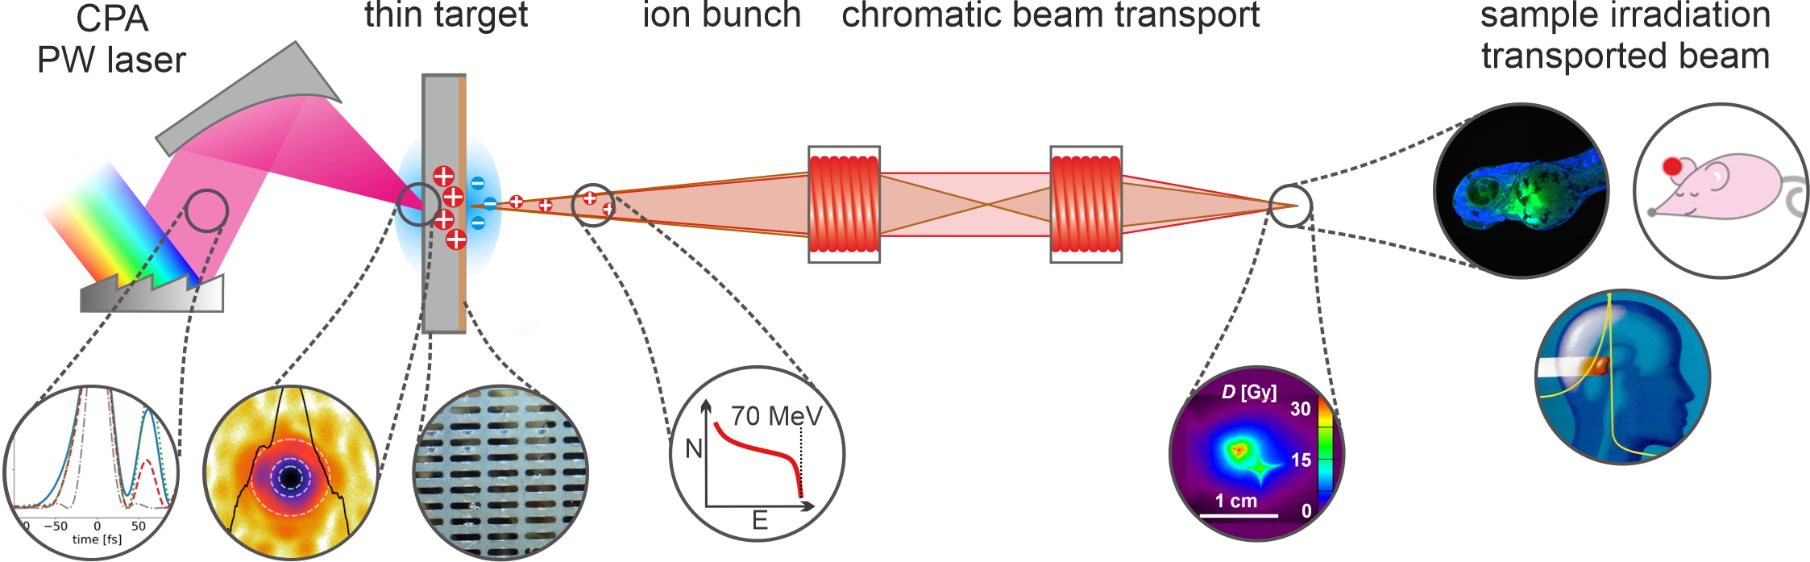 CPA
PW laser
thin target
ion bunch
chromatic beam transport
sample irradiation
transported beam
−50 0 50
time [fs]
70 MeV
N
E
D [Gy]
30
15
0
1 cm